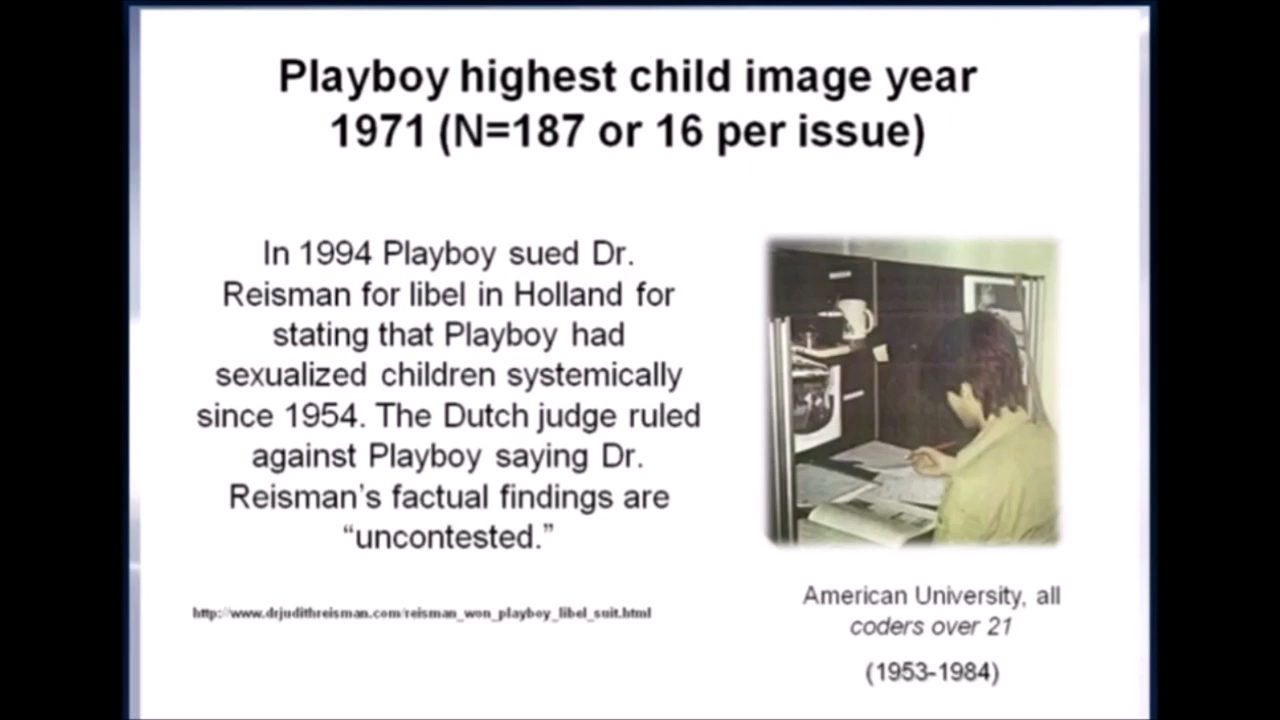 Playboy highest child image year
1971 (N=187 or 16 per issue)
In 1994 Playboy sued Dr.
Reisman for libel in Holland for
stating that Playboy had
sexualized children systemically
since 1954. The Dutch judge ruled
against Playboy saying Dr.
Reisman’s factual findings are
“uncontested.”
http://www.drjudithreisman.com/reisman_won_playboy_libel_suit.html
American University, all
coders over 21
(1953-1984)